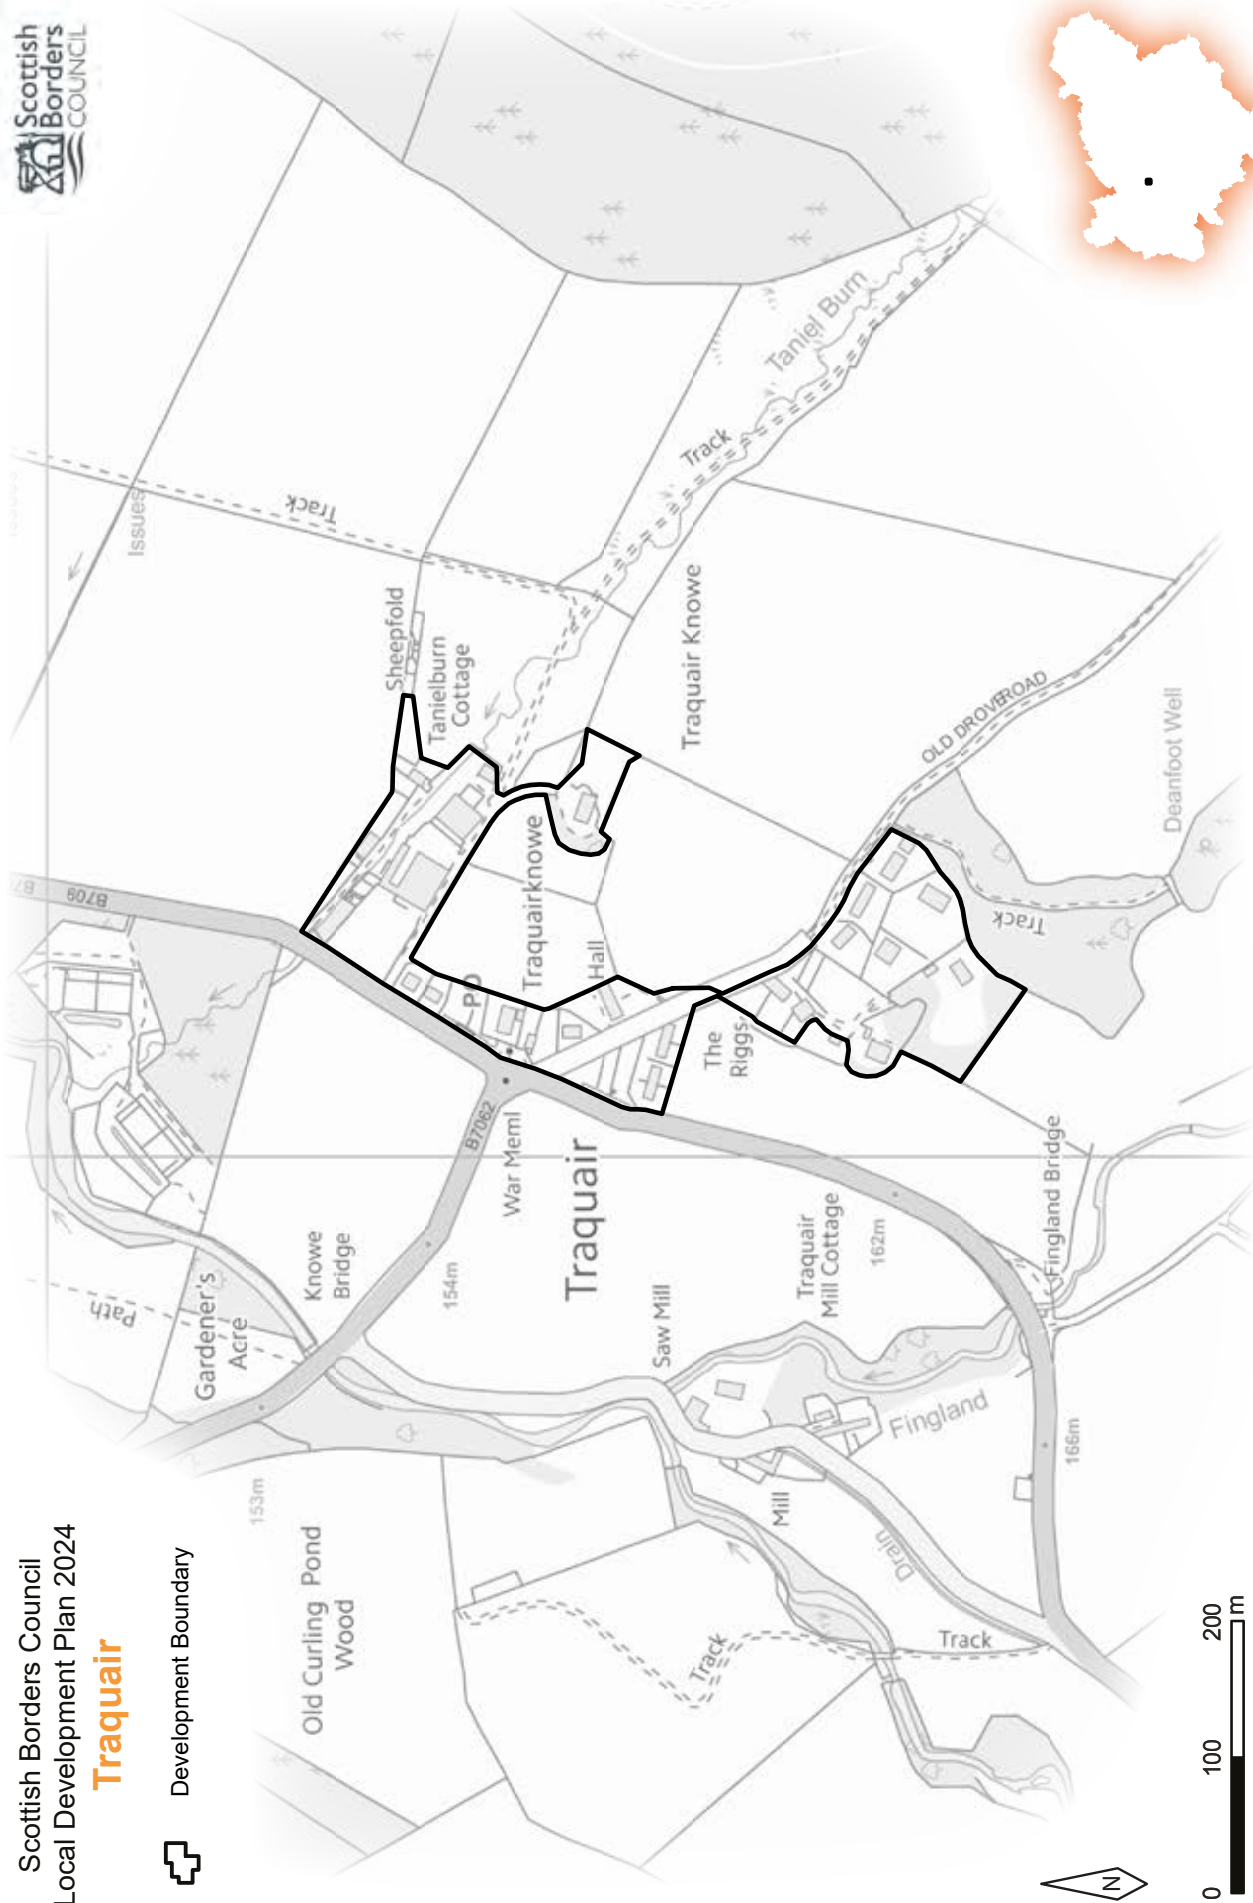 Scottish Borders Council
Local Development Plan 2024
Traquair
Development Boundary
Scottish
Borders
COUNCIL
Issues
Track
Sheepfold
Tanielburn
Cottage
Taniel Burn
Track
Traquair Knowe
OLD DROVE ROAD
Deanfoot Well
Track
B709
Traquairknowe
PO
Hall
The
Riggs
B7062
War Meml
Traquair
Knowe
Bridge
154m
Path
Gardener's
Acre
153m
Old Curling Pond
Wood
Saw Mill
Traquair
Mill Cottage
162m
Fingland Bridge
Fingland
166m
Mill
Drain
Track
Track
N
0
100
200
m